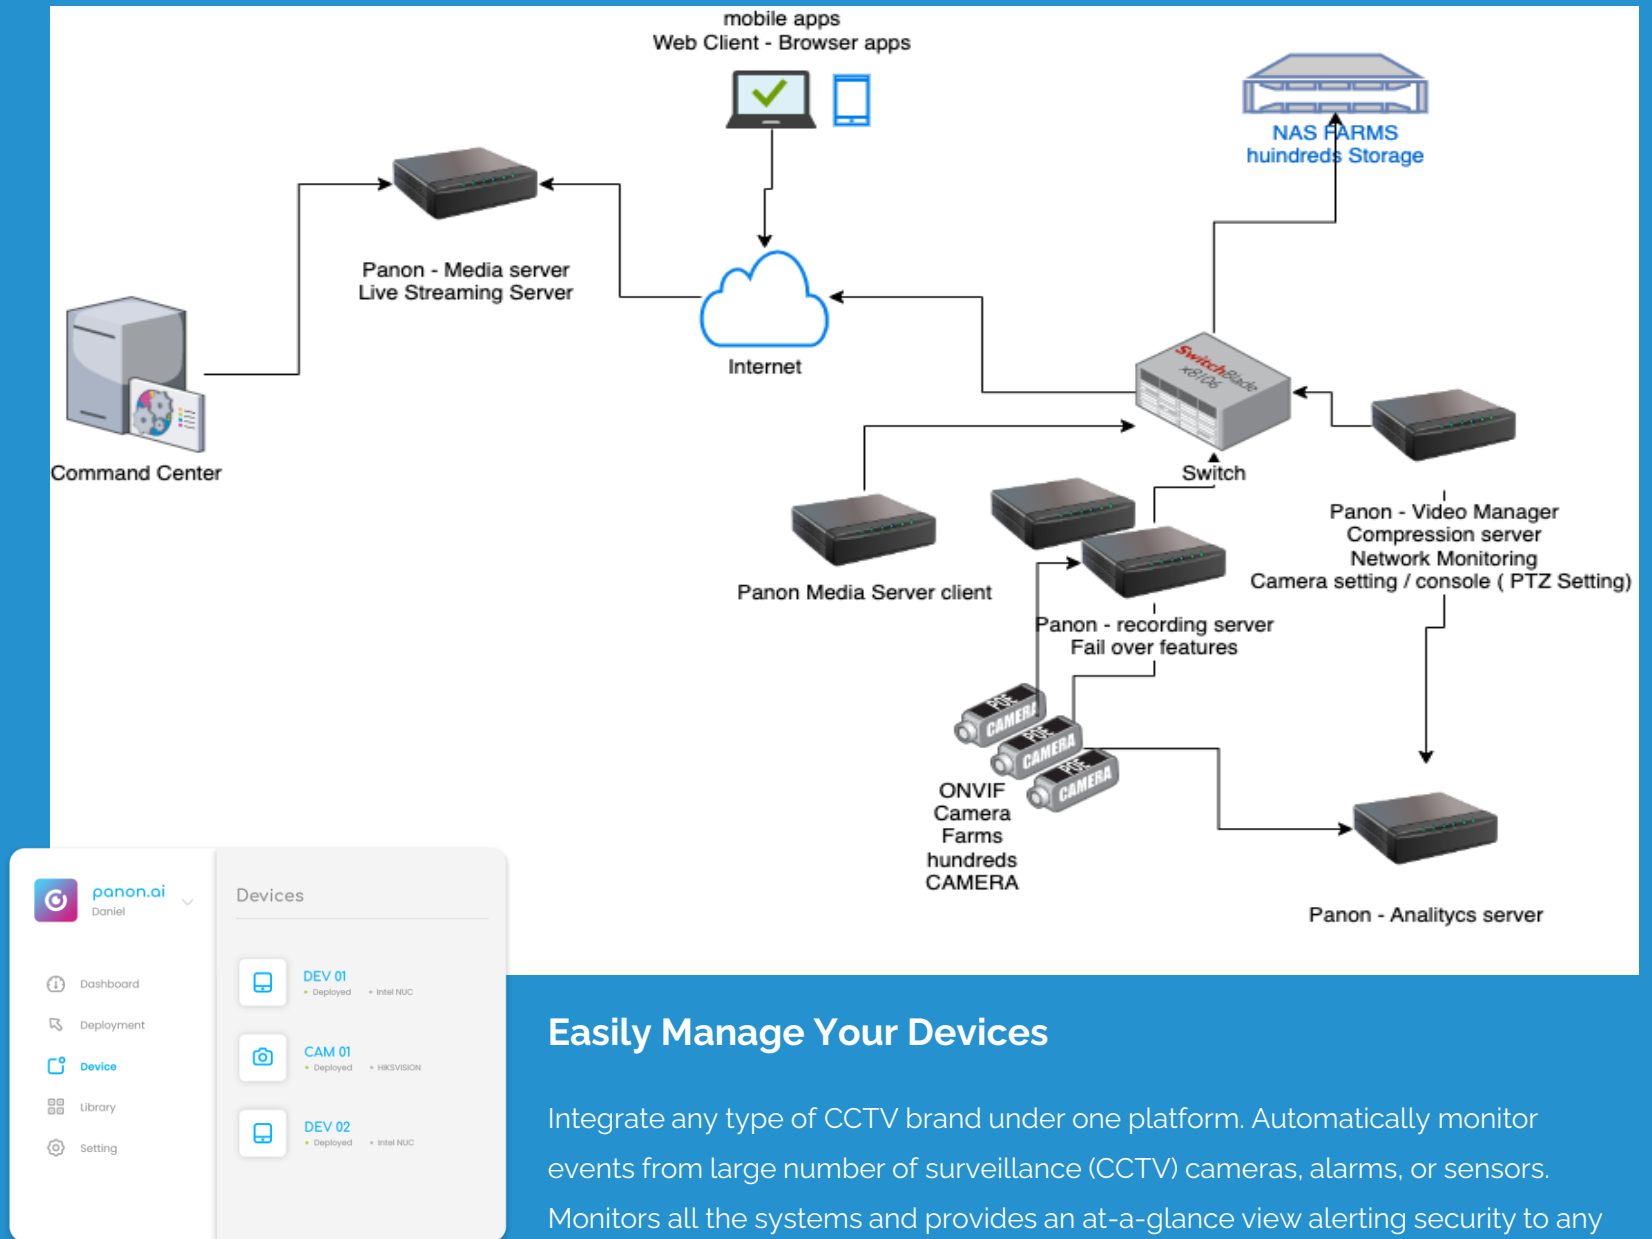 mobile apps
Web Client - Browser apps
NAS FARMS
huindreds Storage
Panon - Media server
Live Streaming Server
Internet
SwitchBlade
x8106
Command Center
Switch
Panon - Video Manager
Compression server
Network Monitoring
Camera setting / console ( PTZ Setting)
Panon Media Server client
Panon - recording server
Fail over features
POE
CAMERA
POE
CAMERA
POE
CAMERA
ONVIF
Camera
Farms
hundreds
CAMERA
Panon - Analitycs server
panon.ai
Daniel
Dashboard
Deployment
Device
Library
Setting
Devices
DEV 01
Deployed Intel NUC
CAM 01
Deployed HIKSVISION
DEV 02
Deployed Intel NUC
Easily Manage Your Devices
Integrate any type of CCTV brand under one platform. Automatically monitor
events from large number of surveillance (CCTV) cameras, alarms, or sensors.
Monitors all the systems and provides an at-a-glance view alerting security to any